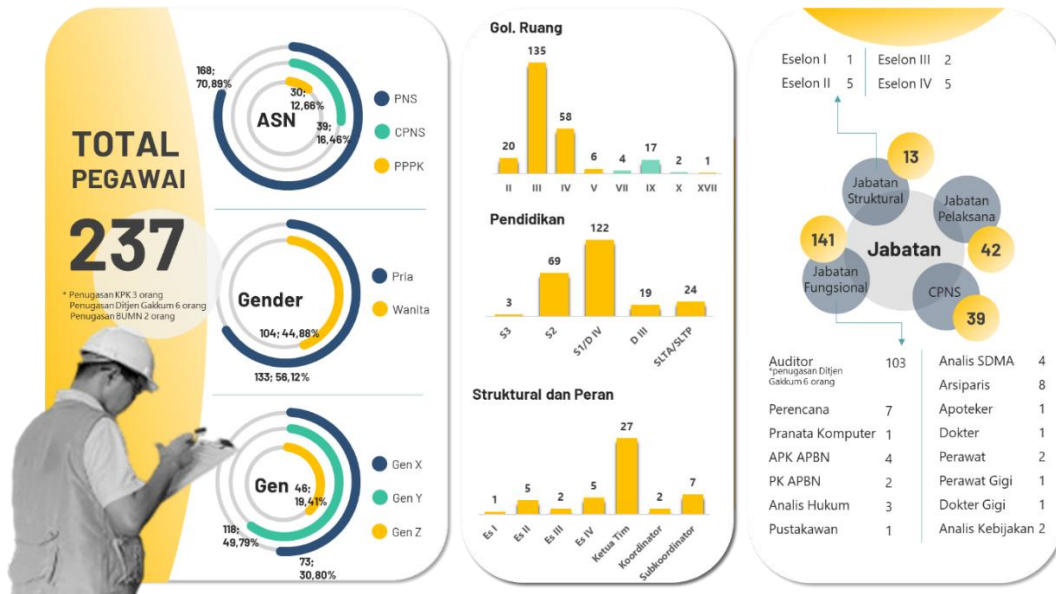 TOTAL
PEGAWAI
237
* Penugasan KPK 3 orang
Penugasan Ditjen Gakkum 6 orang
Penugasan BUMN 2 orang
168;
70,89%
30;
12,66%
ASN
39;
16,46%
PNS
CPNS
PPPK
Gender
104; 44,88%
133; 56,12%
Pria
Wanita
Gen
46;
19,41%
118;
49,79%
73;
30,80%
Gen X
Gen Y
Gen Z
Gol. Ruang
20
135
58
6
4
17
2
1
II
III
IV
V
VII
IX
X
XVII
Pendidikan
3
69
122
19
24
S3
S2
S1/D IV
D III
SLTA/SLTP
Struktural dan Peran
1
5
2
5
27
2
7
Es I
Es II
Es III
Es IV
Ketua Tim
Koordinator
Subkoordinator
Eselon I 1
Eselon III 2
Eselon II 5
Eselon IV 5
13
Jabatan
Struktural
Jabatan
Pelaksana
141
Jabatan
42
Jabatan
Fungsional
CPNS
39
Auditor 103
*penugasan Ditjen
Gakkum 6 orang
Perencana 7
Pranata Komputer 1
APK APBN 4
PK APBN 2
Analis Hukum 3
Pustakawan 1
Analis SDMA 4
Arsiparis 8
Apoteker 1
Dokter 1
Perawat 2
Perawat Gigi 1
Dokter Gigi 1
Analis Kebijakan 2